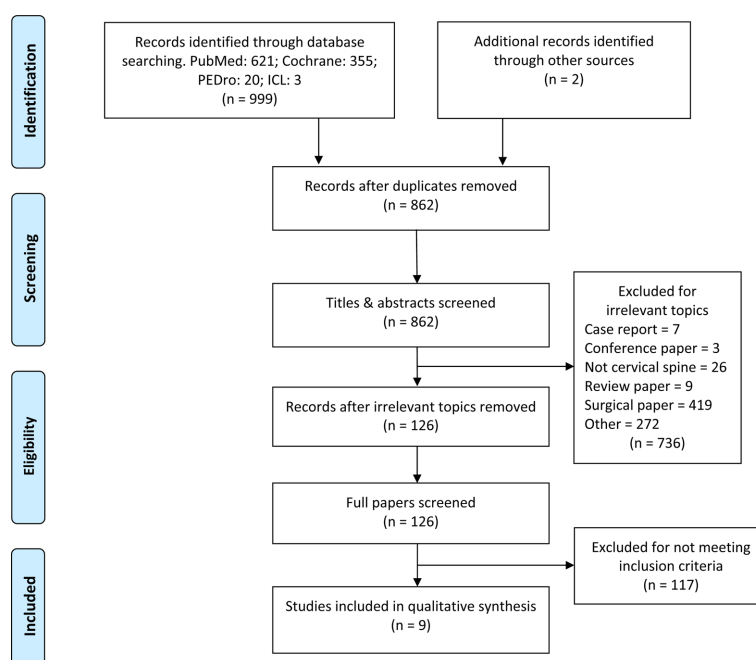 Identification
Records identified through database
searching. PubMed: 621; Cochrane: 355;
PEDro: 20; ICL: 3
(n = 999)
Additional records identified
through other sources
(n = 2)
Records after duplicates removed
(n = 862)
Screening
Titles & abstracts screened
(n = 862)
Excluded for
irrelevant topics
Case report = 7
Conference paper = 3
Not cervical spine = 26
Review paper = 9
Surgical paper = 419
Other = 272
(n = 736)
Eligibility
Records after irrelevant topics removed
(n = 126)
Full papers screened
(n = 126)
Excluded for not meeting
inclusion criteria
(n = 117)
Included
Studies included in qualitative synthesis
(n = 9)